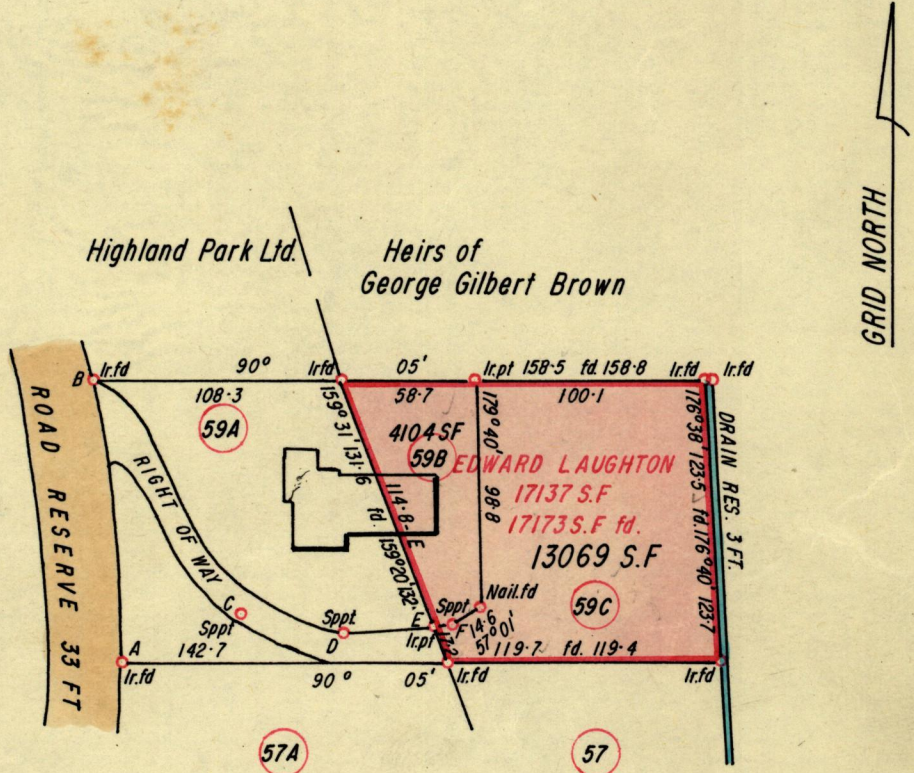 GRID NORTH
Highland Park Ltd.
Heirs of
George Gilbert Brown
B
Ir.fd
90°
Irfd
05'
Ir.pt 158·5 fd. 158·8
Ir.fd
Ir.fd
108·3
58·7
100·1
59A
4104 SF
59B
EDWARD LAUGHTON
17137 S.F
17173 S.F fd.
13069 S.F
59C
159° 31' 131·6
fd.
159°20' 132·
114·8
E
179°40'
98·8
176°38' 123·5 fd. 176°40' 123·7
DRAIN RES. 3 FT.
ROAD RESERVE 33 FT
RIGHT OF WAY
C
Sppt
Sppt
D
E
Ir.pt
17·2
Sppt
F
14·6
57°01'
Nail.fd
A
Ir.fd
142·7
90°
05'
Ir.fd
119·7 fd. 119·4
Ir.fd
57A
57